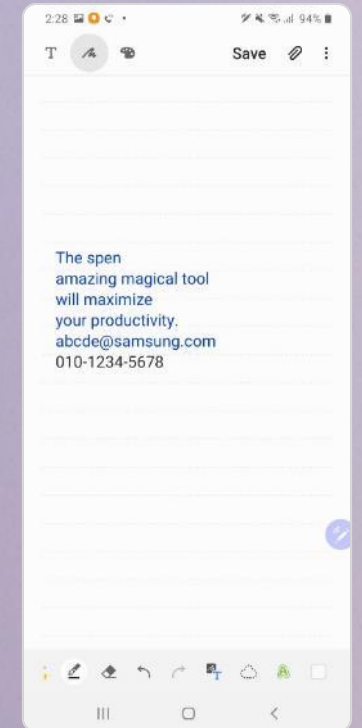 2:28 94%
T Save
The spen
amazing magical tool
will maximize
your productivity.
abcde@samsung.com
010-1234-5678
T